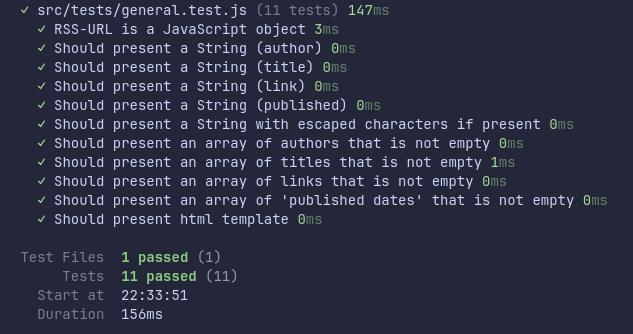 ✓ src/tests/general.test.js (11 tests) 147ms
✓ RSS-URL is a JavaScript object 3ms
✓ Should present a String (author) 0ms
✓ Should present a String (title) 0ms
✓ Should present a String (link) 0ms
✓ Should present a String (published) 0ms
✓ Should present a String with escaped characters if present 0ms
✓ Should present an array of authors that is not empty 0ms
✓ Should present an array of titles that is not empty 1ms
✓ Should present an array of links that is not empty 0ms
✓ Should present an array of 'published dates' that is not empty 0ms
✓ Should present html template 0ms
Test Files 1 passed (1)
Tests 11 passed (11)
Start at 22:33:51
Duration 156ms